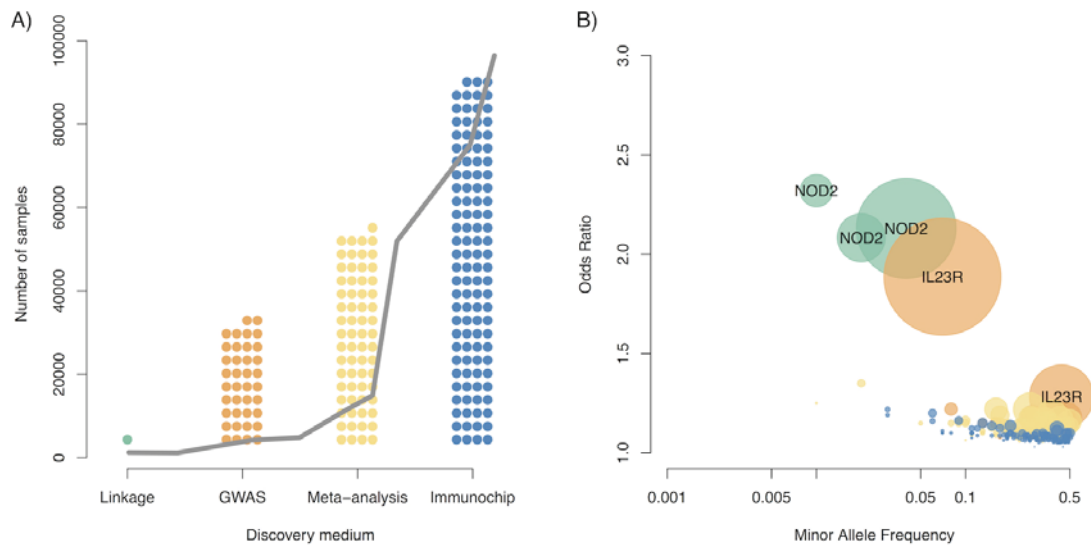 A)
Number of samples
100000
80000
60000
40000
20000
0
Linkage
GWAS
Meta−analysis
Immunochip
Discovery medium
B)
Odds Ratio
3.0
2.5
2.0
1.5
1.0
NOD2
NOD2
NOD2
IL23R
IL23R
0.001
0.005
0.05
0.1
0.5
Minor Allele Frequency